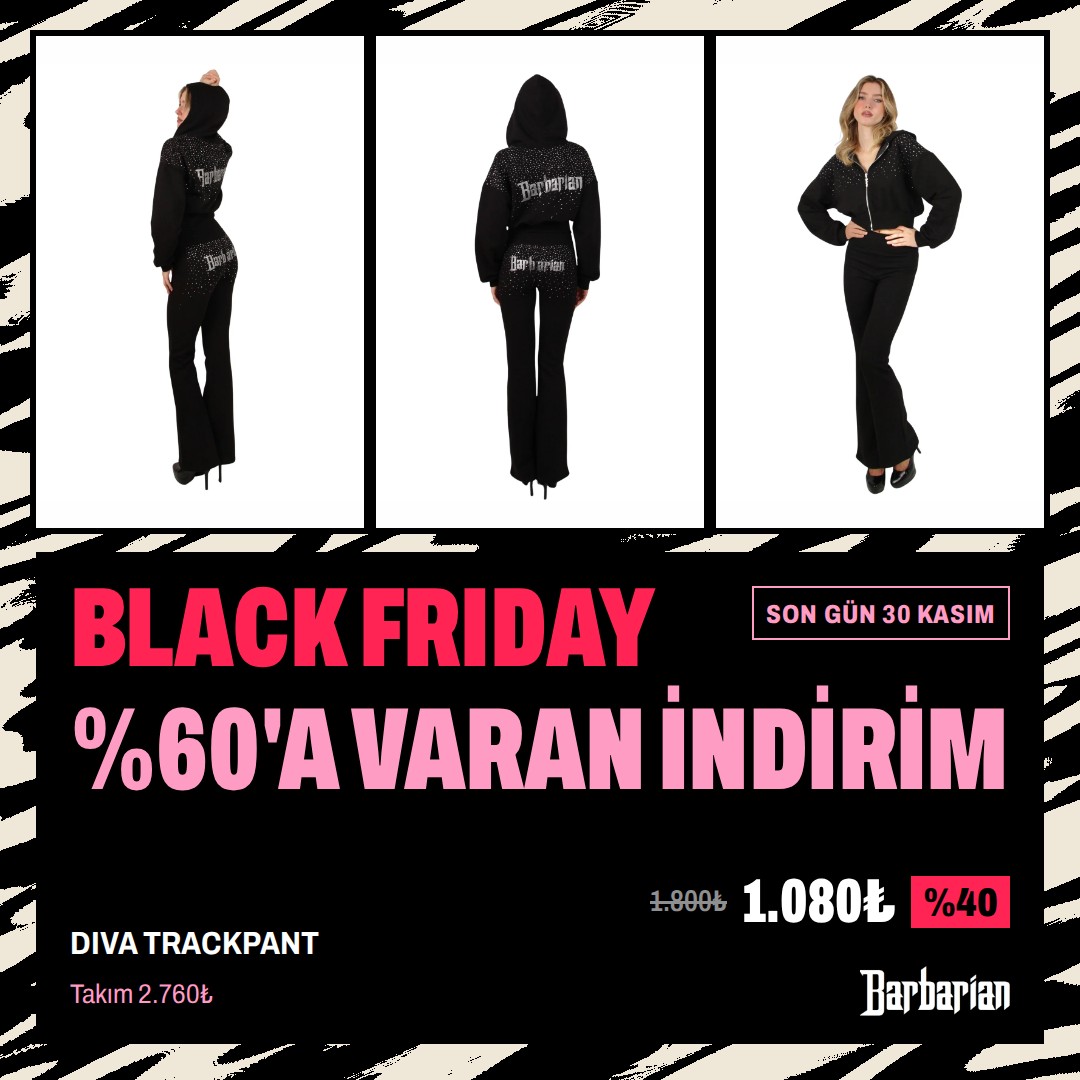 Barbarian
Barbarian
Barbarian
Barbarian
BLACK FRIDAY
SON GÜN 30 KASIM
%60'A VARAN İNDİRİM
1.800₺ 1.080₺ %40
DIVA TRACKPANT
Takım 2.760₺
Barbarian